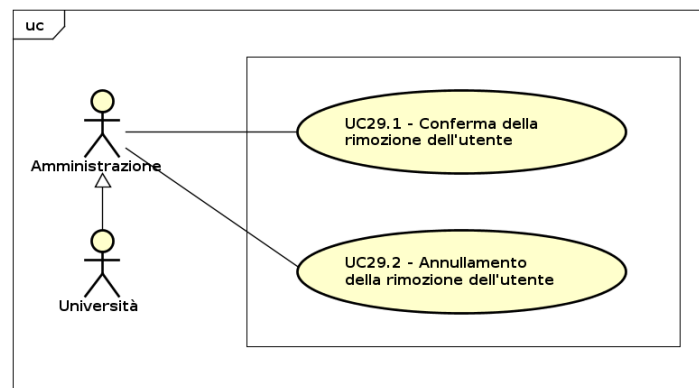 uc
UC29.1 - Conferma della
rimozione dell'utente
Amministrazione
UC29.2 - Annullamento
della rimozione dell'utente
Università